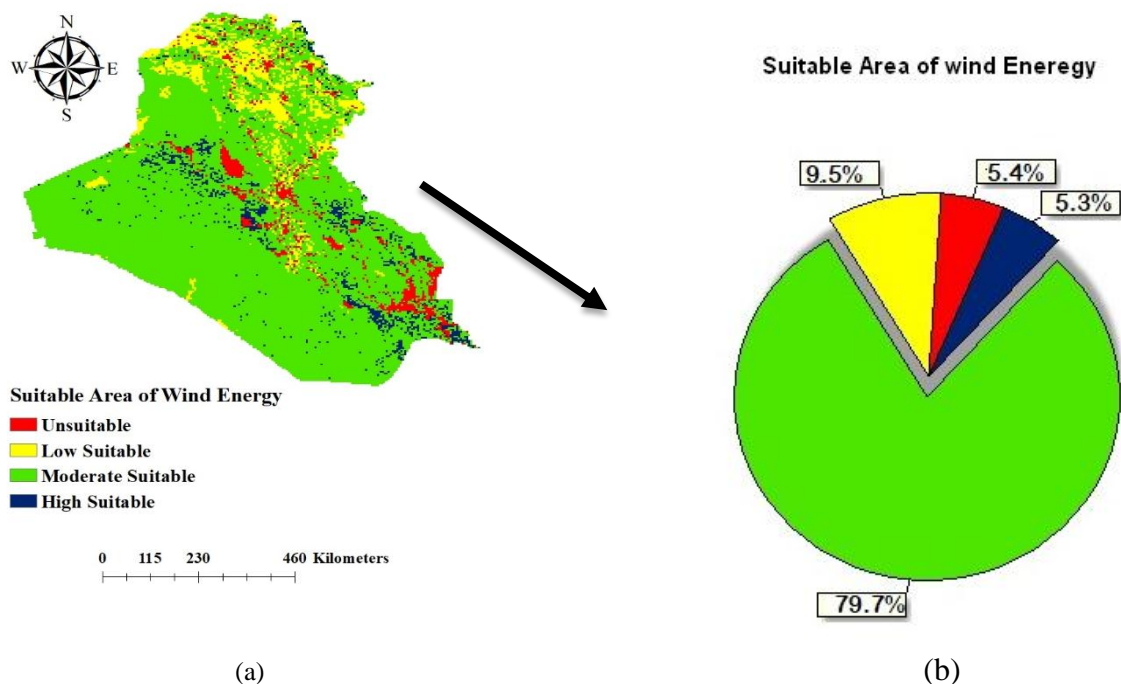 N
W E
S
Suitable Area of Wind Energy
Unsuitable
Low Suitable
Moderate Suitable
High Suitable
0 115 230 460 Kilometers
(a)
Suitable Area of wind Eneregy
9.5%
5.4%
5.3%
79.7%
(b)